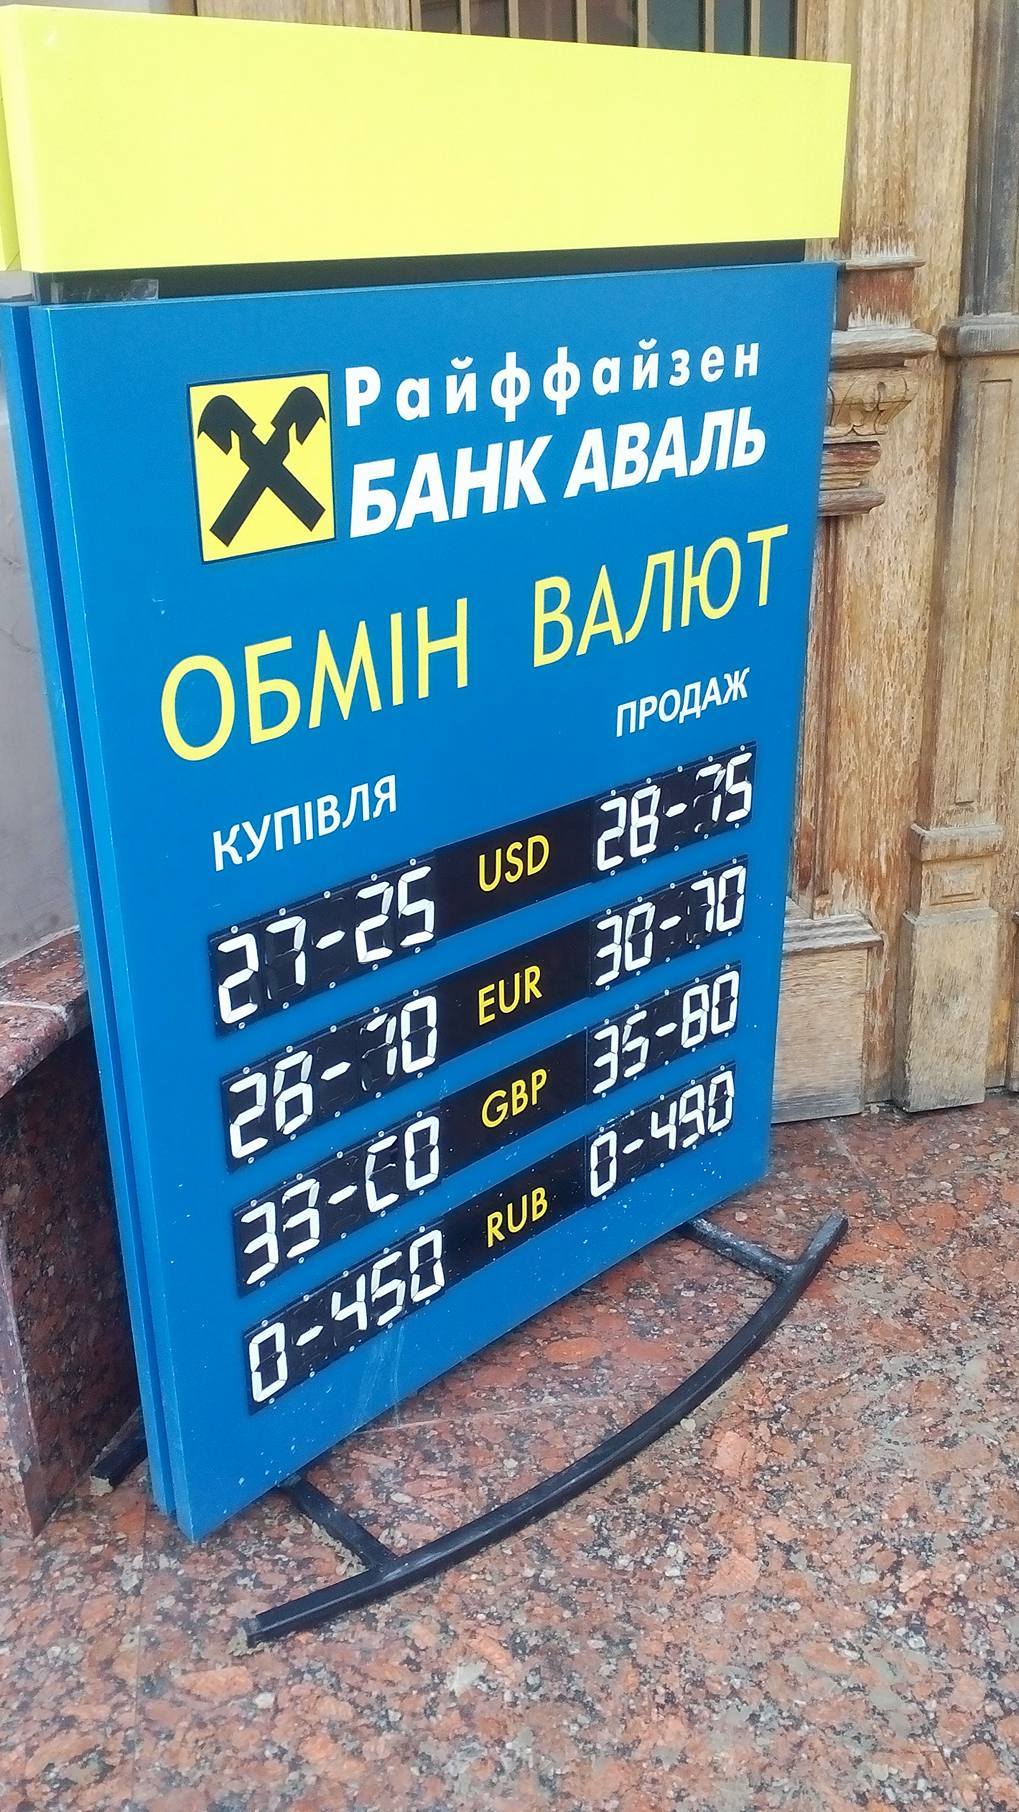 Райффайзен
БАНК АВАЛЬ
ОБМІН ВАЛЮТ
КУПІВЛЯ ПРОДАЖ
27-25 USD 28-75
28-70 EUR 30-70
33-C0 GBP 35-80
0-450 RUB 0-490